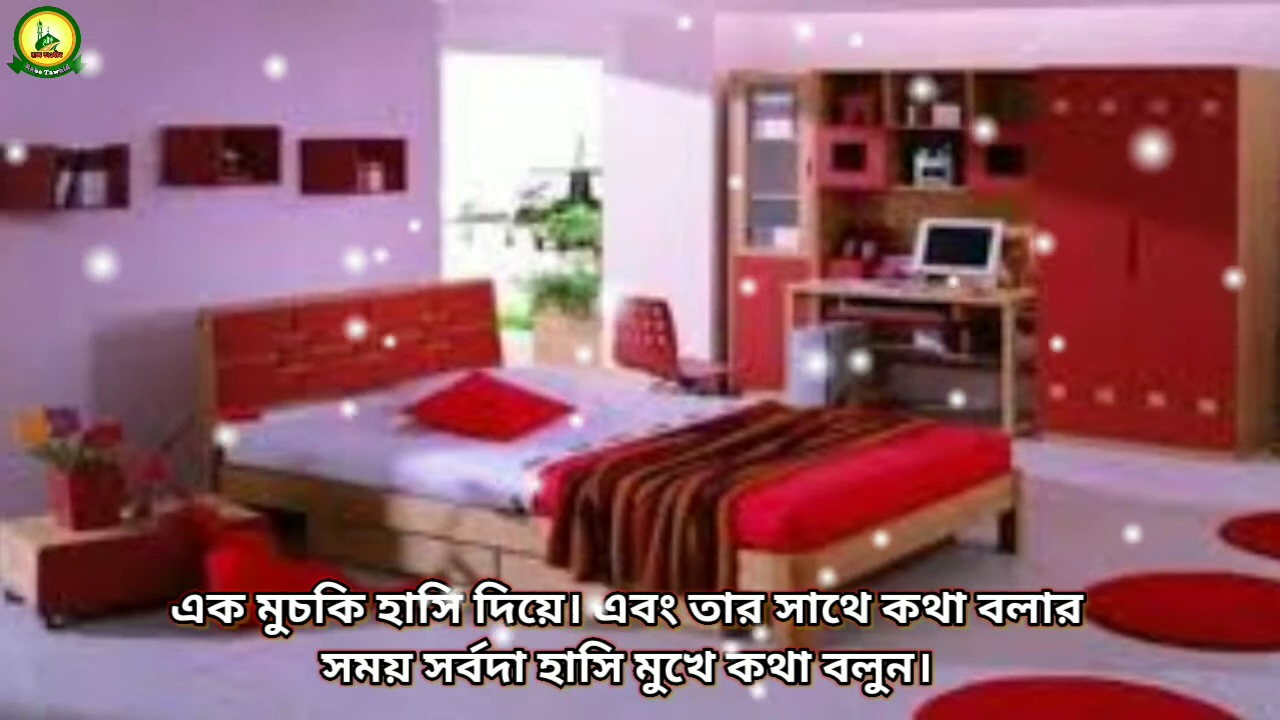 এক মুচকি হাসি দিয়ে। এবং তার সাথে কথা বলার
সময় সর্বদা হাসি মুখে কথা বলুন।